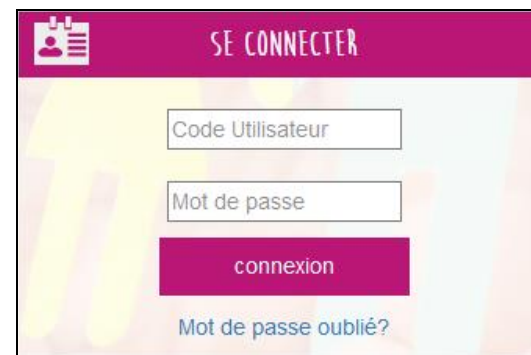 SE CONNECTER
Code Utilisateur
Mot de passe
connexion
Mot de passe oublié?